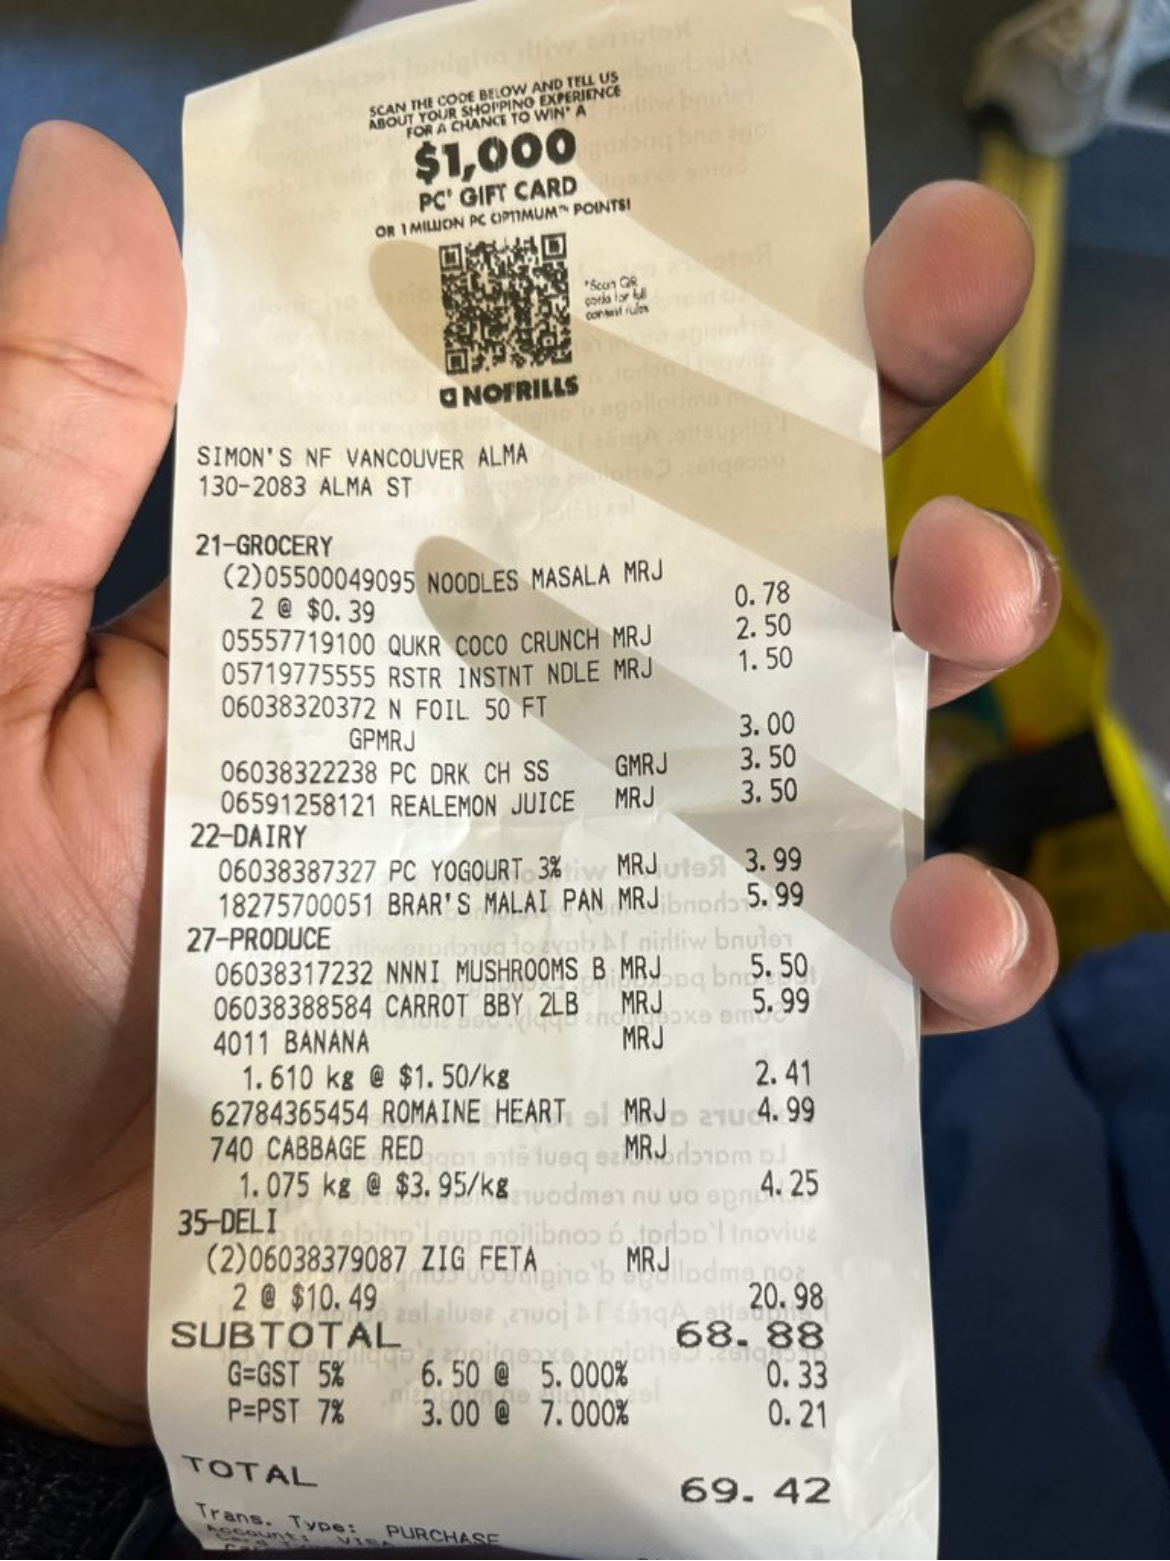 SCAN THE CODE BELOW AND TELL US
ABOUT YOUR SHOPPING EXPERIENCE
FOR A CHANCE TO WIN* A
$1,000
PC® GIFT CARD
OR 1 MILLION PC OPTIMUM™ POINTS!
*Scan QR
code for full
contest rules
NOFRILLS
SIMON'S NF VANCOUVER ALMA
130-2083 ALMA ST
21-GROCERY
(2)05500049095 NOODLES MASALA MRJ
2 @ $0.39 0.78
05557719100 QUKR COCO CRUNCH MRJ 2.50
05719775555 RSTR INSTNT NDLE MRJ 1.50
06038320372 N FOIL 50 FT
GPMRJ 3.00
06038322238 PC DRK CH SS GMRJ 3.50
06591258121 REALEMON JUICE MRJ 3.50
22-DAIRY
06038387327 PC YOGOURT 3% MRJ 3.99
18275700051 BRAR'S MALAI PAN MRJ 5.99
27-PRODUCE
06038317232 NNNI MUSHROOMS B MRJ 5.50
06038388584 CARROT BBY 2LB MRJ 5.99
4011 BANANA MRJ
1.610 kg @ $1.50/kg 2.41
62784365454 ROMAINE HEART MRJ 4.99
740 CABBAGE RED MRJ
1.075 kg @ $3.95/kg 4.25
35-DELI
(2)06038379087 ZIG FETA MRJ
2 @ $10.49 20.98
SUBTOTAL 68.88
G=GST 5% 6.50 @ 5.000% 0.33
P=PST 7% 3.00 @ 7.000% 0.21
TOTAL 69.42
Trans. Type: PURCHASE
Account: VISA